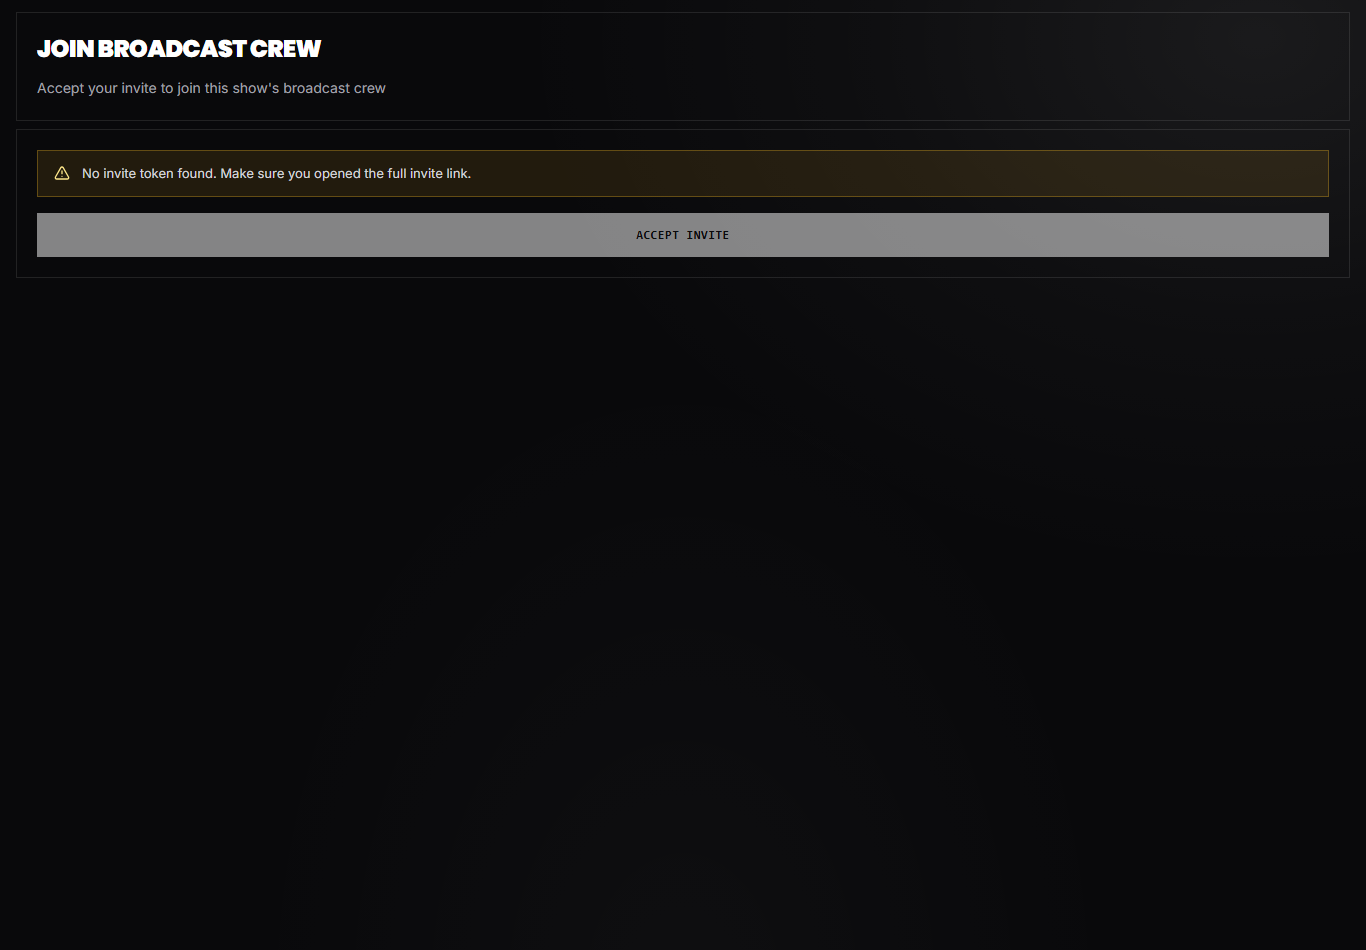 JOIN BROADCAST CREW
Accept your invite to join this show's broadcast crew
No invite token found. Make sure you opened the full invite link.
ACCEPT INVITE